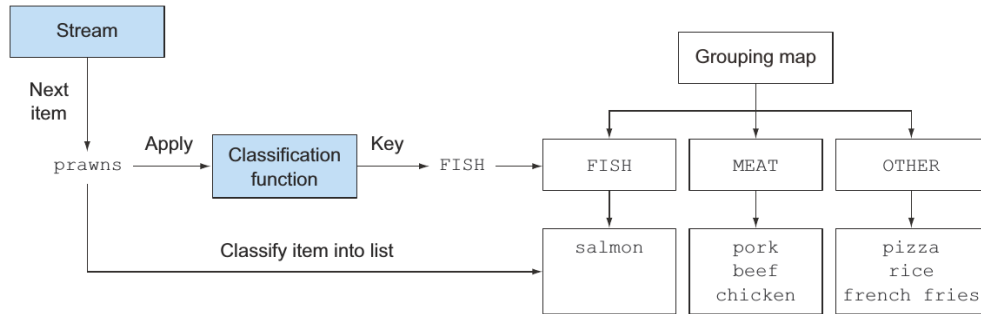 Stream
Grouping map
Next
item
prawns
Apply
Classification
function
Key
FISH
FISH
MEAT
OTHER
Classify item into list
salmon
pork
beef
chicken
pizza
rice
french fries